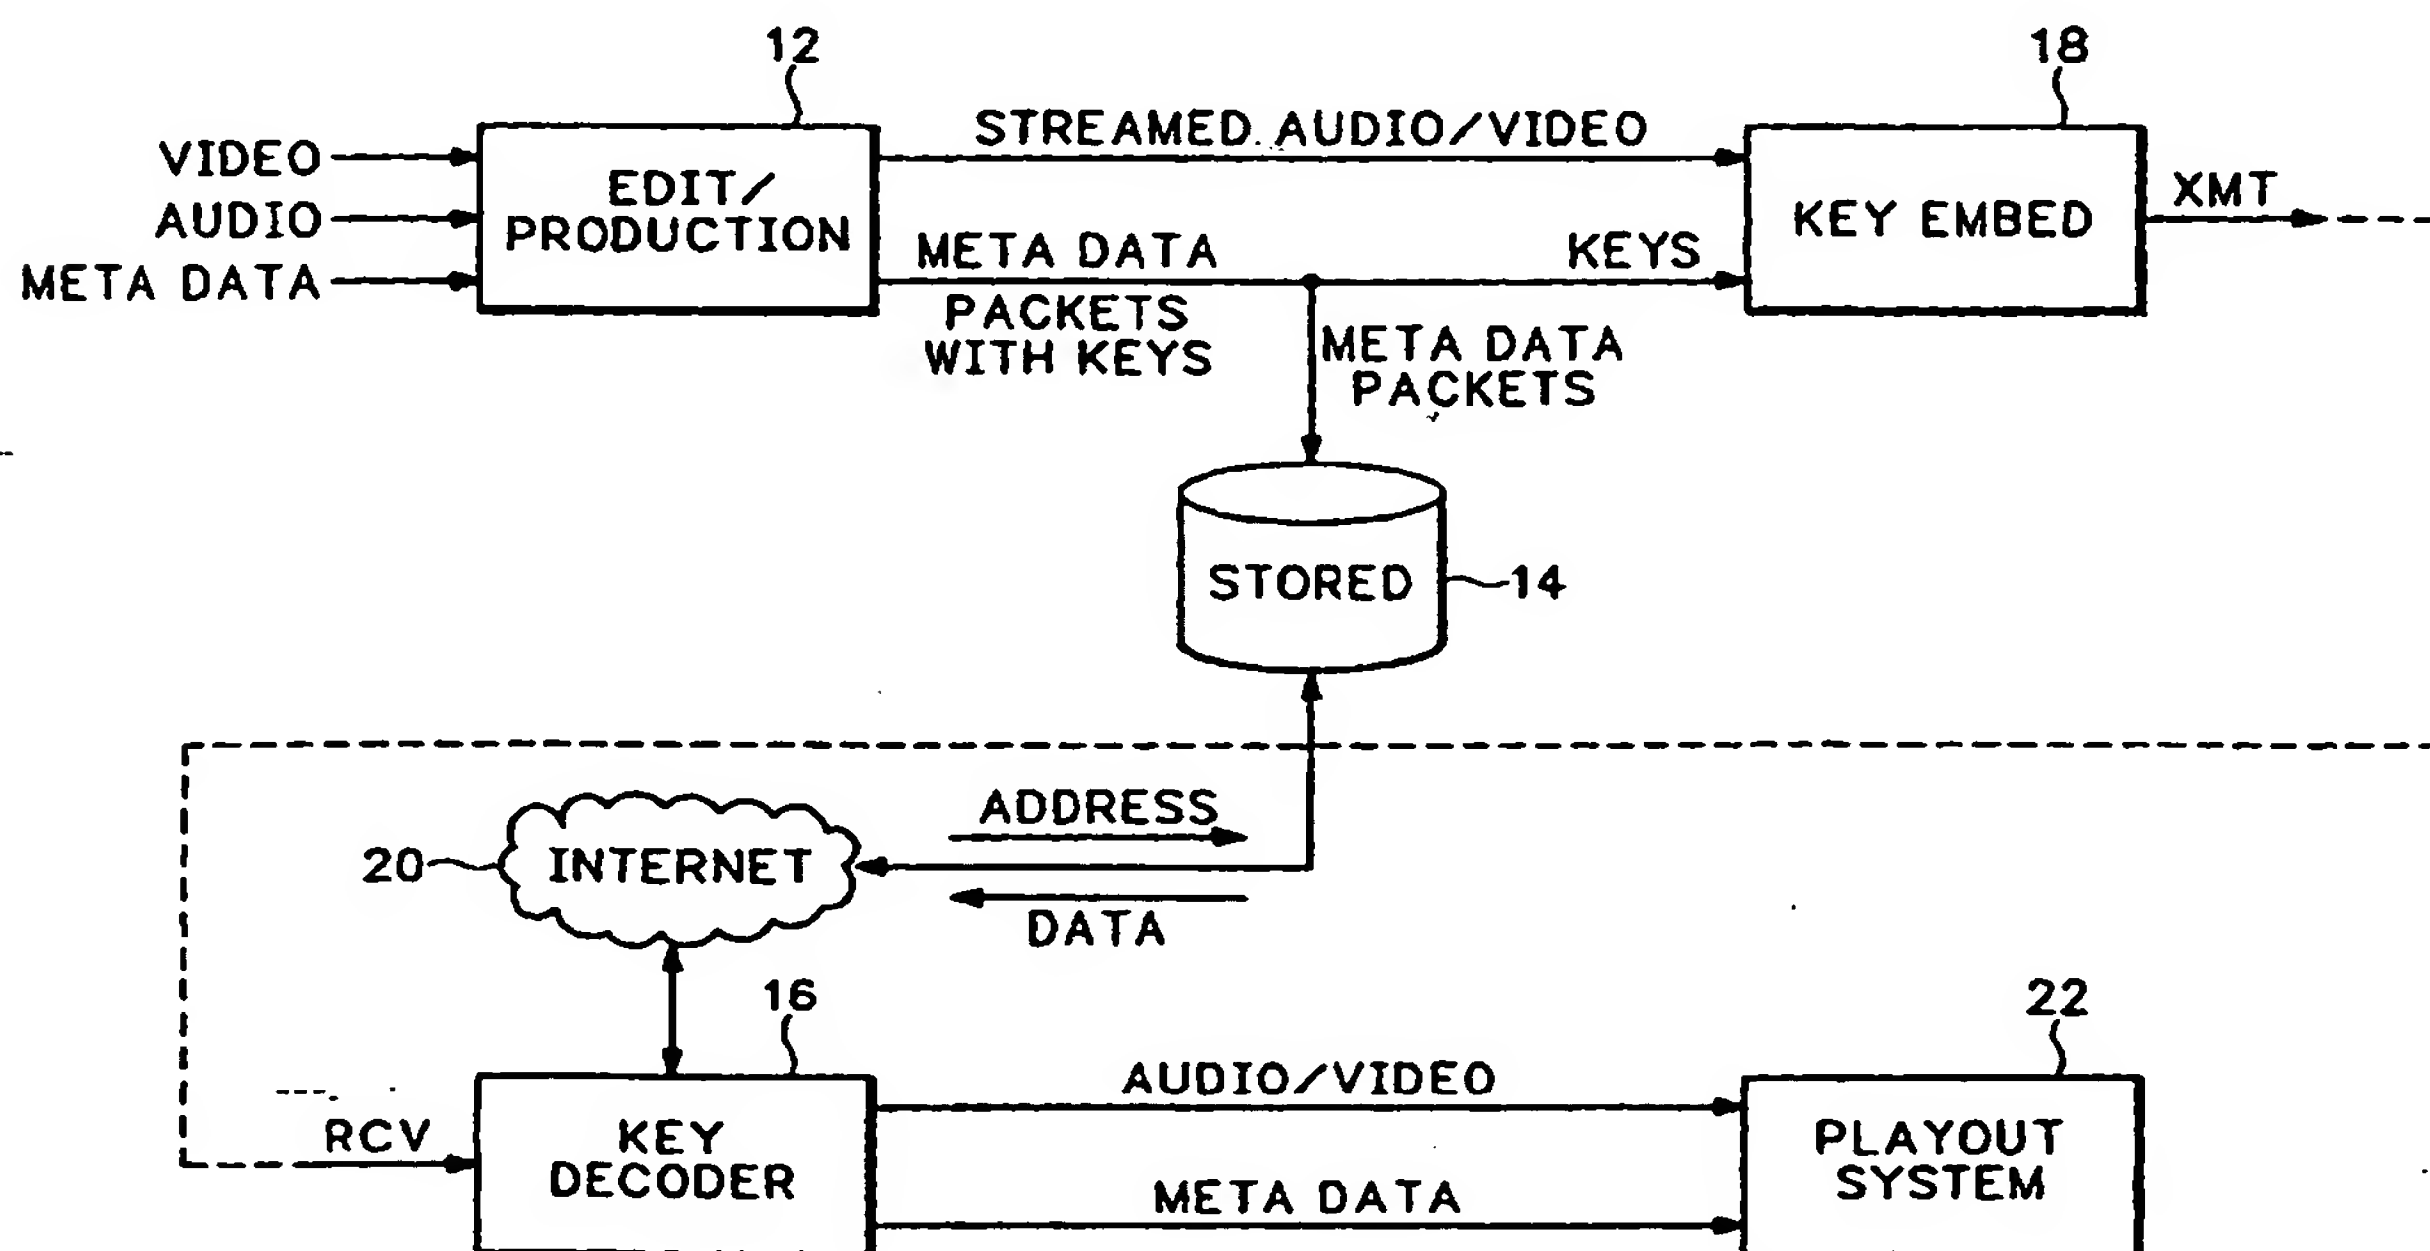 12
18
STREAMED AUDIO/VIDEO
VIDEO
EDIT/
PRODUCTION
XMT
AUDIO
KEY EMBED
META DATA
META DATA
PACKETS
WITH KEYS
KEYS
META DATA
PACKETS
STORED
14
ADDRESS
20
INTERNET
DATA
16
22
AUDIO/VIDEO
RCV
KEY
DECODER
PLAYOUT
SYSTEM
META DATA